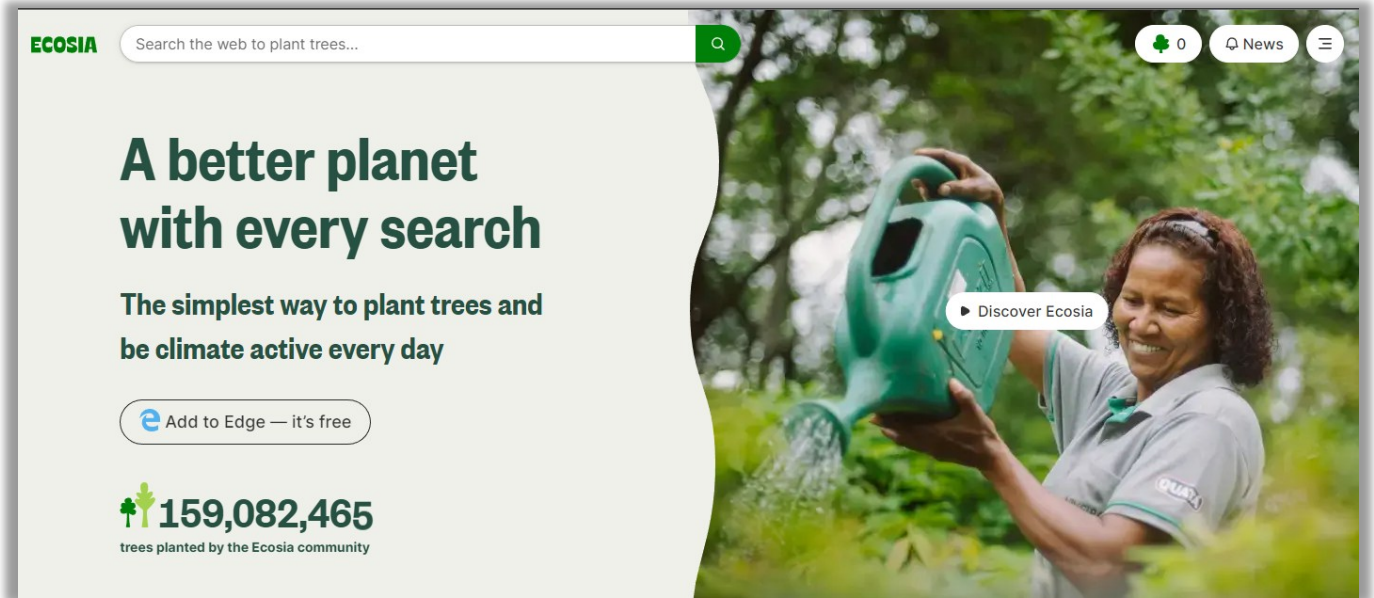 ECOSIA
Search the web to plant trees...
0
News
A better planet
with every search
The simplest way to plant trees and
be climate active every day
Discover Ecosia
Add to Edge — it's free
159,082,465
trees planted by the Ecosia community